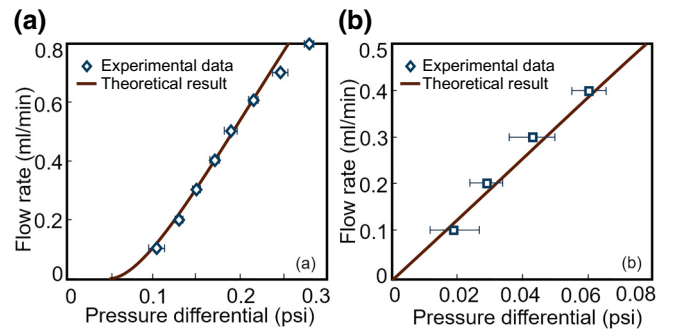 (a)
0.8
0.6
0.4
0.2
0
Flow rate (ml/min)
Experimental data
Theoretical result
(a)
0 0.1 0.2 0.3
Pressure differential (psi)
(b)
0.5
0.4
0.3
0.2
0.1
0
Flow rate (ml/min)
Experimental data
Theoretical result
(b)
0 0.02 0.04 0.06 0.08
Pressure differential (psi)